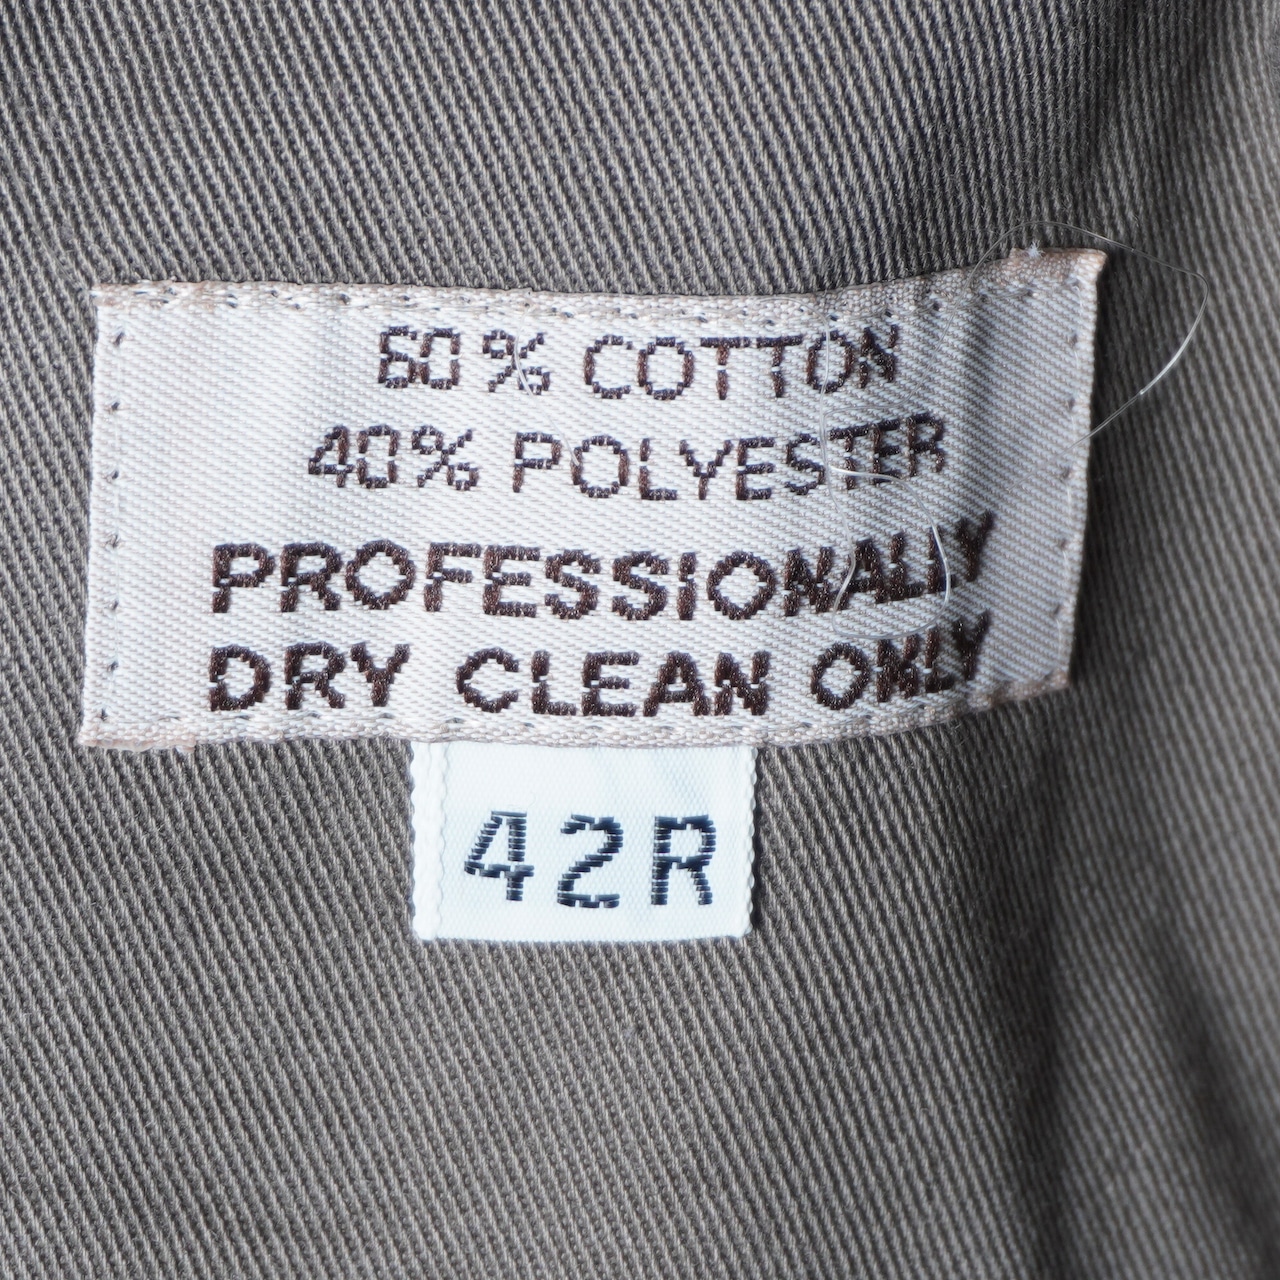 60% COTTON
40% POLYESTER
PROFESSIONALLY
DRY CLEAN ONLY
42R